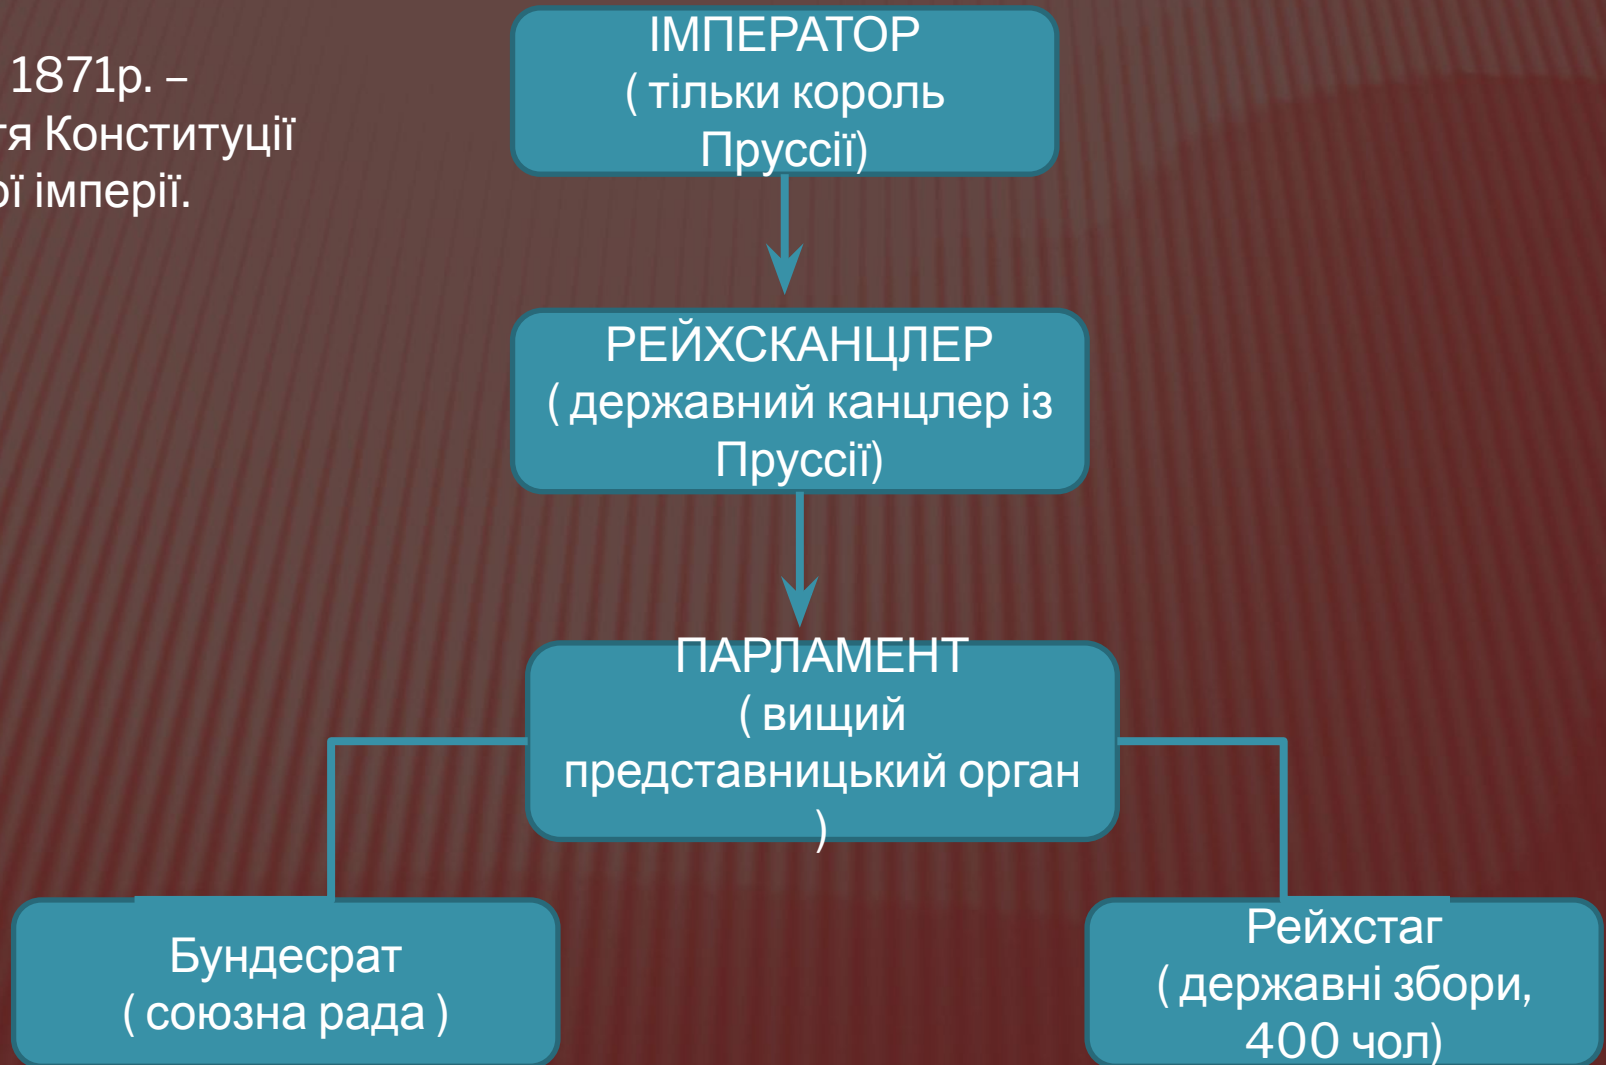 1871р. –
тя Конституції
ої імперії.
ІМПЕРАТОР
( тільки король
Пруссії)
РЕЙХСКАНЦЛЕР
( державний канцлер із
Пруссії)
ПАРЛАМЕНТ
( вищий
представницький орган
)
Бундесрат
( союзна рада )
Рейхстаг
( державні збори,
400 чол)